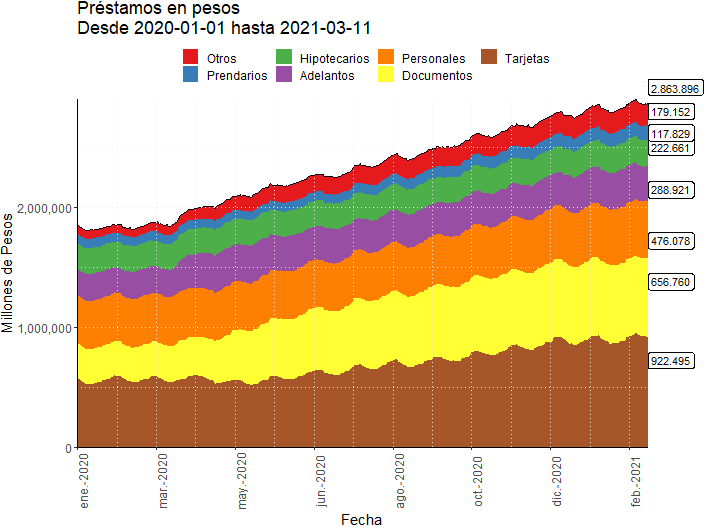 Préstamos en pesos
Desde 2020-01-01 hasta 2021-03-11
Otros Hipotecarios Personales Tarjetas
Prendarios Adelantos Documentos
2.863.896
179.152
117.829
222.661
288.921
476.078
656.760
922.495
Millones de Pesos
2,000,000
1,000,000
0
ene.-2020 mar.-2020 may.-2020 jun.-2020 ago.-2020 oct.-2020 dic.-2020 feb.-2021
Fecha